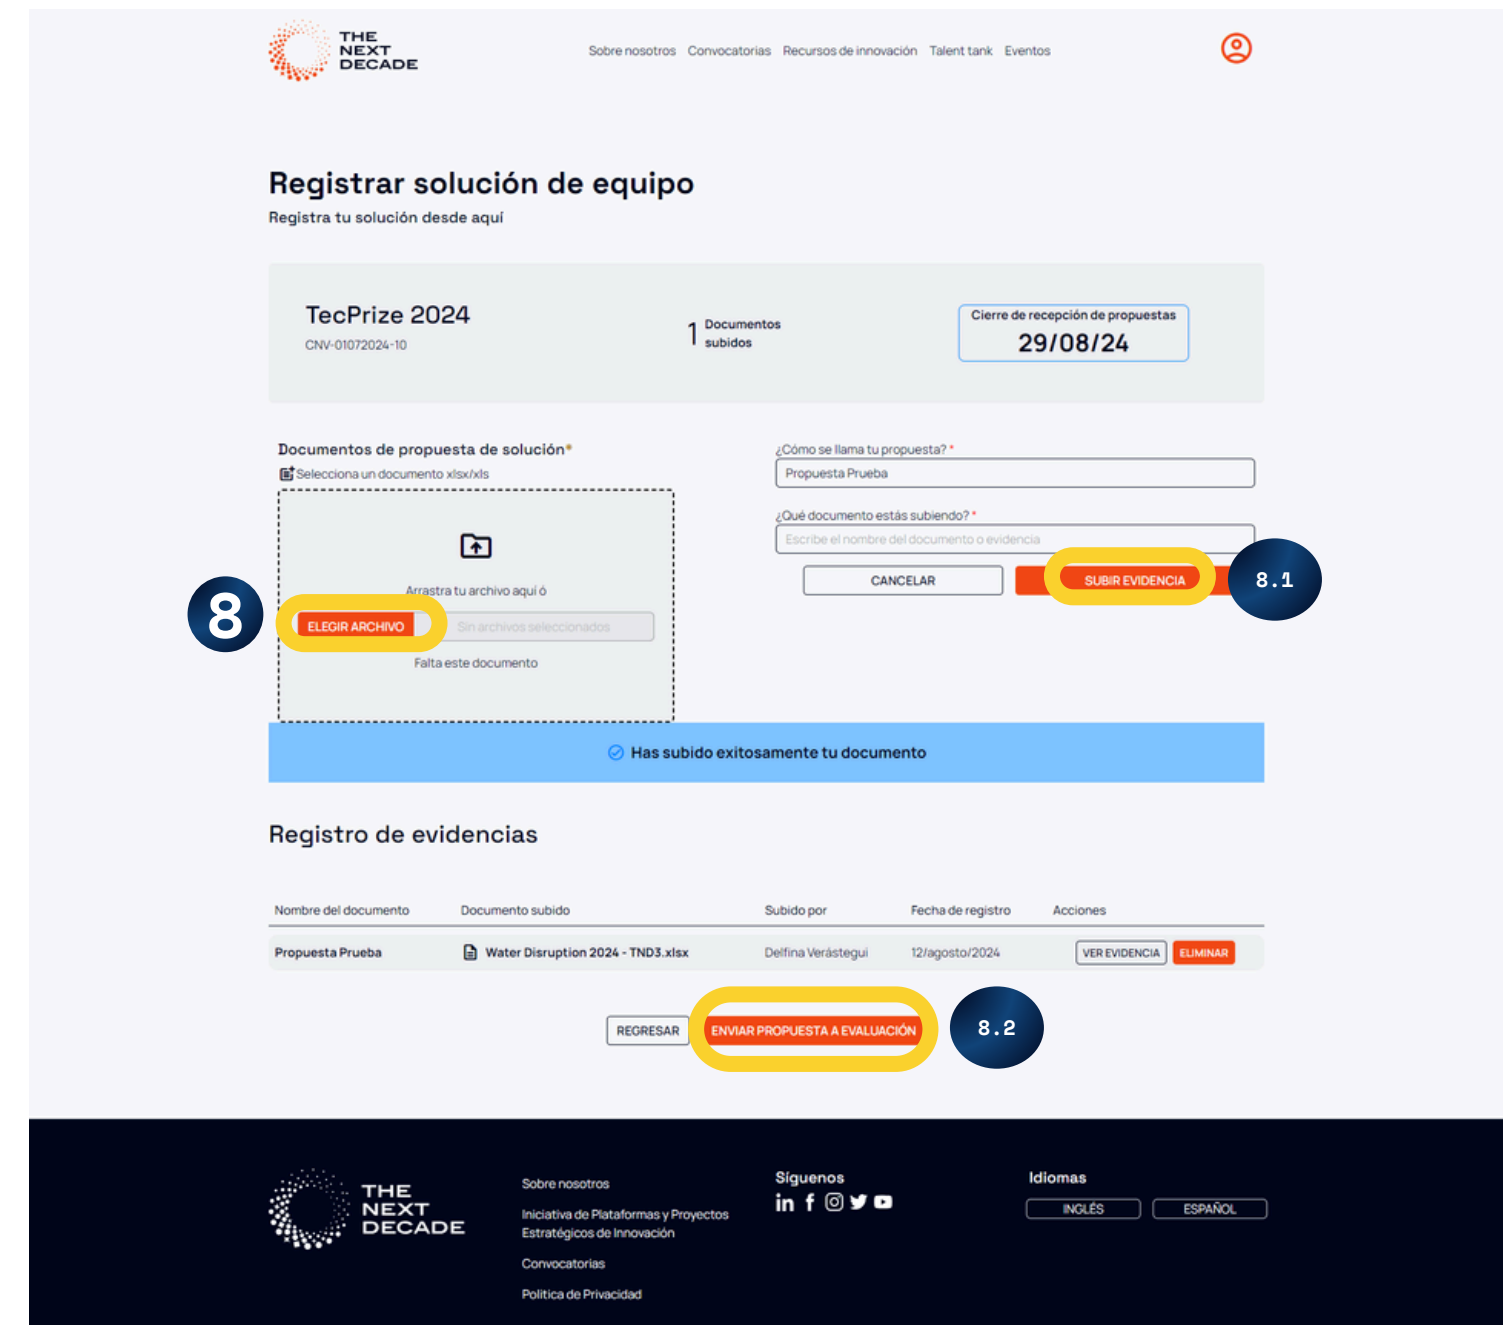 THE
NEXT
DECADE
Sobre nosotros Convocatorias Recursos de innovación Talent tank Eventos
Registrar solución de equipo
Registra tu solución desde aquí
TecPrize 2024
CNV-01072024-10
1 Documentos
subidos
Cierre de recepción de propuestas
29/08/24
Documentos de propuesta de solución*
Selecciona un documento xlsx/xls
Arrastra tu archivo aquí ó
8
ELEGIR ARCHIVO Sin archivos seleccionados
Falta este documento
¿Cómo se llama tu propuesta? *
Propuesta Prueba
¿Qué documento estás subiendo? *
Escribe el nombre del documento o evidencia
CANCELAR SUBIR EVIDENCIA 8.1
Has subido exitosamente tu documento
Registro de evidencias
Nombre del documento Documento subido Subido por Fecha de registro Acciones
Propuesta Prueba Water Disruption 2024 - TND3.xlsx Delfina Verástegui 12/agosto/2024 VER EVIDENCIA ELIMINAR
REGRESAR ENVIAR PROPUESTA A EVALUACIÓN 8.2
THE
NEXT
DECADE
Sobre nosotros
Iniciativa de Plataformas y Proyectos
Estratégicos de Innovación
Convocatorias
Política de Privacidad
Síguenos
in f
Idiomas
INGLÉS ESPAÑOL